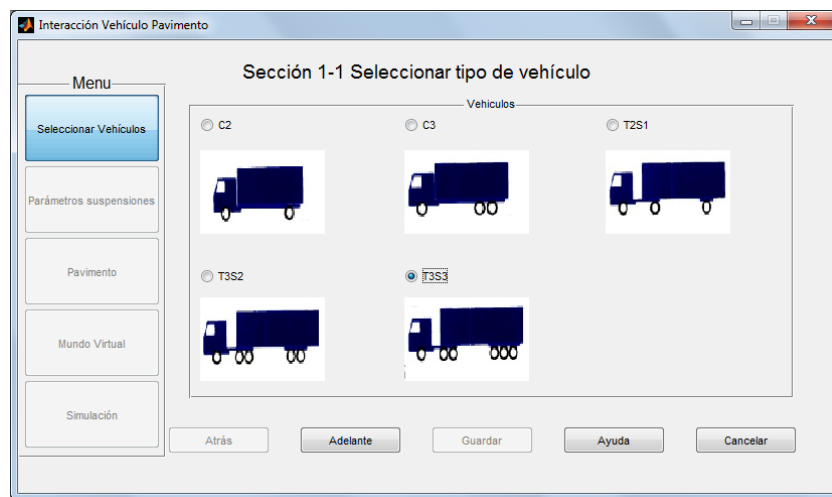 Interacción Vehículo Pavimento
Sección 1-1 Seleccionar tipo de vehículo
Menu
Seleccionar Vehículos
Parámetros suspensiones
Pavimento
Mundo Virtual
Simulación
Vehiculos
C2
C3
T2S1
T3S2
T3S3
Atrás
Adelante
Guardar
Ayuda
Cancelar